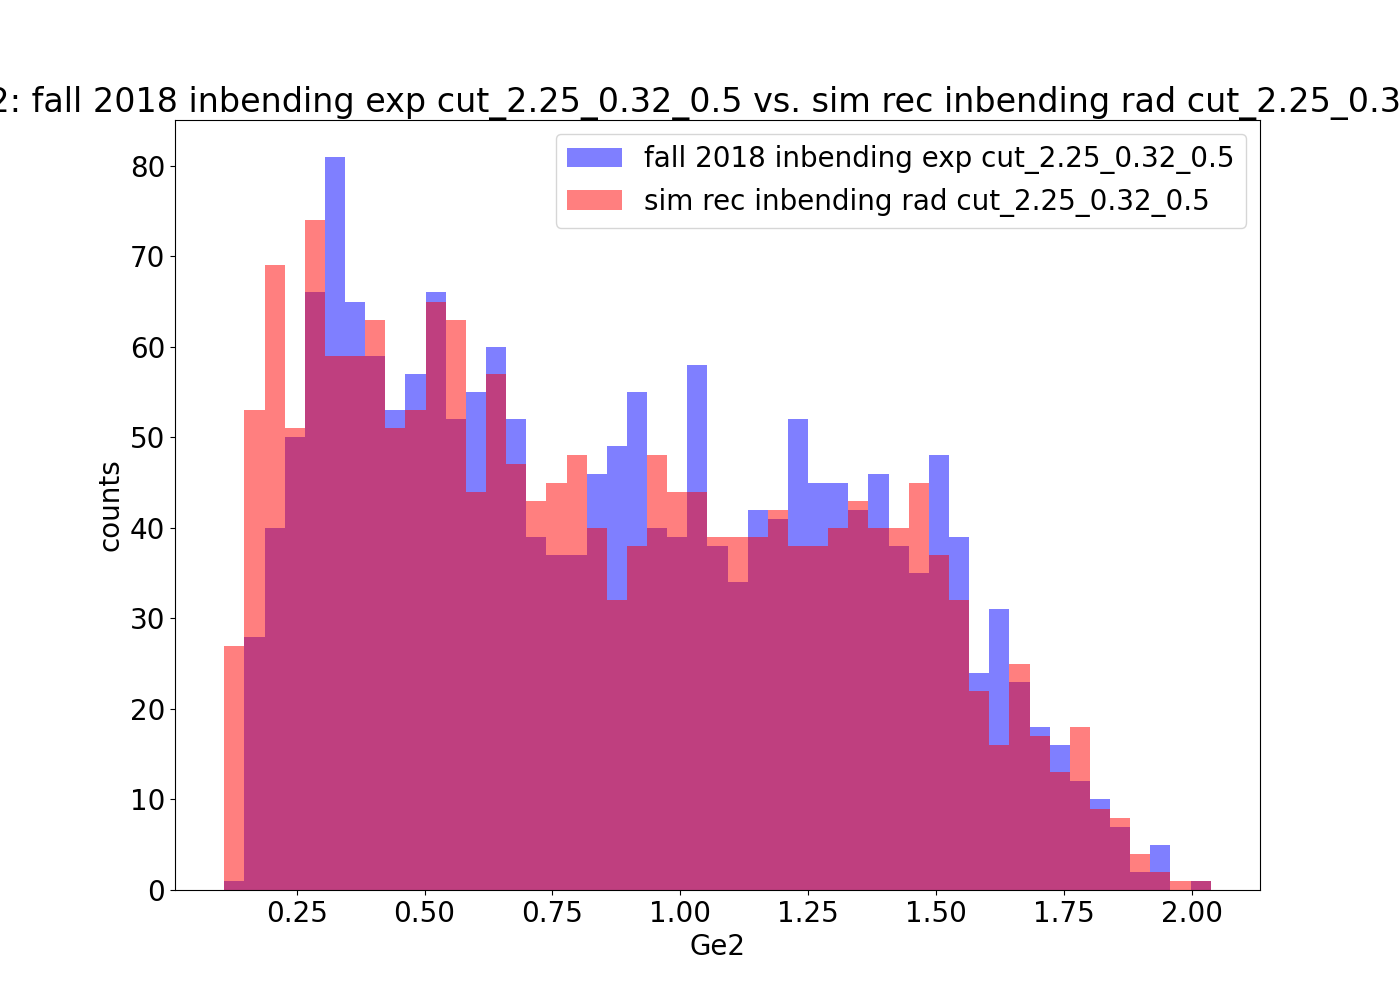 2: fall 2018 inbending exp cut_2.25_0.32_0.5 vs. sim rec inbending rad cut_2.25_0.3
fall 2018 inbending exp cut_2.25_0.32_0.5
sim rec inbending rad cut_2.25_0.32_0.5
80
70
60
50
40
30
20
10
0
counts
0.25 0.50 0.75 1.00 1.25 1.50 1.75 2.00
Ge2